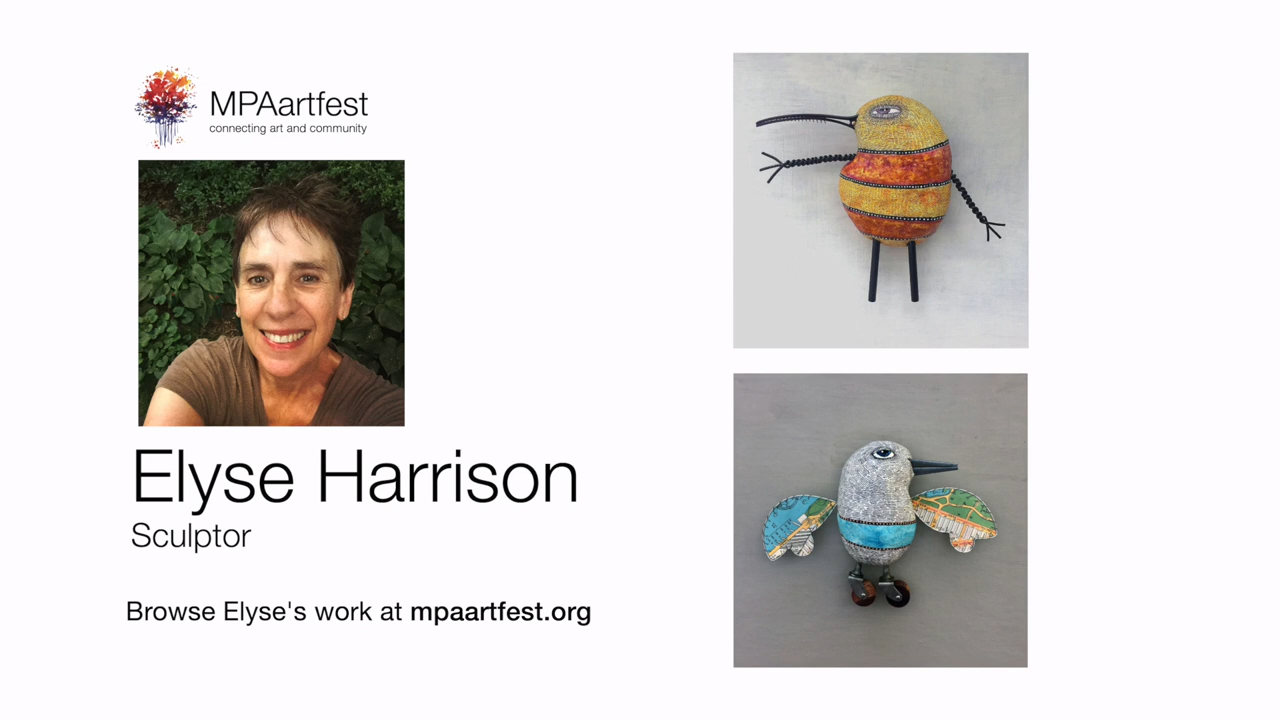 MPAartfest
connecting art and community
Elyse Harrison
Sculptor
Browse Elyse's work at mpaartfest.org